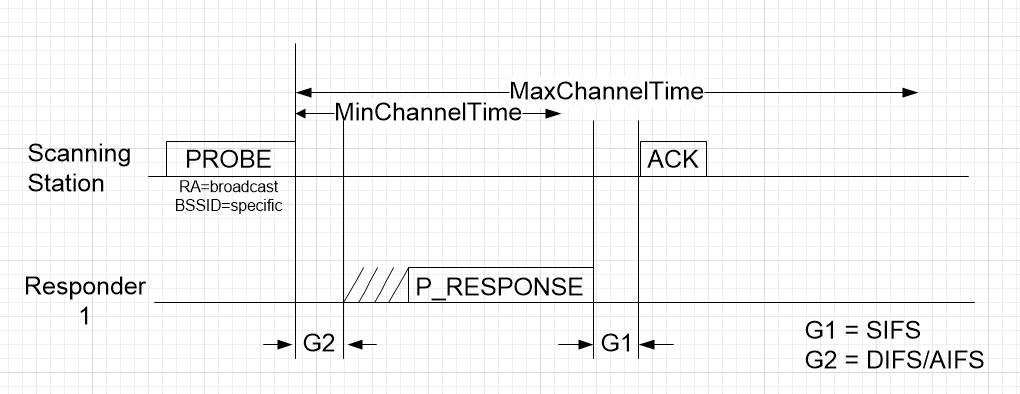 MaxChannelTime
MinChannelTime
Scanning
Station
PROBE
ACK
RA=broadcast
BSSID=specific
Responder
1
P_RESPONSE
G2
G1
G1 = SIFS
G2 = DIFS/AIFS